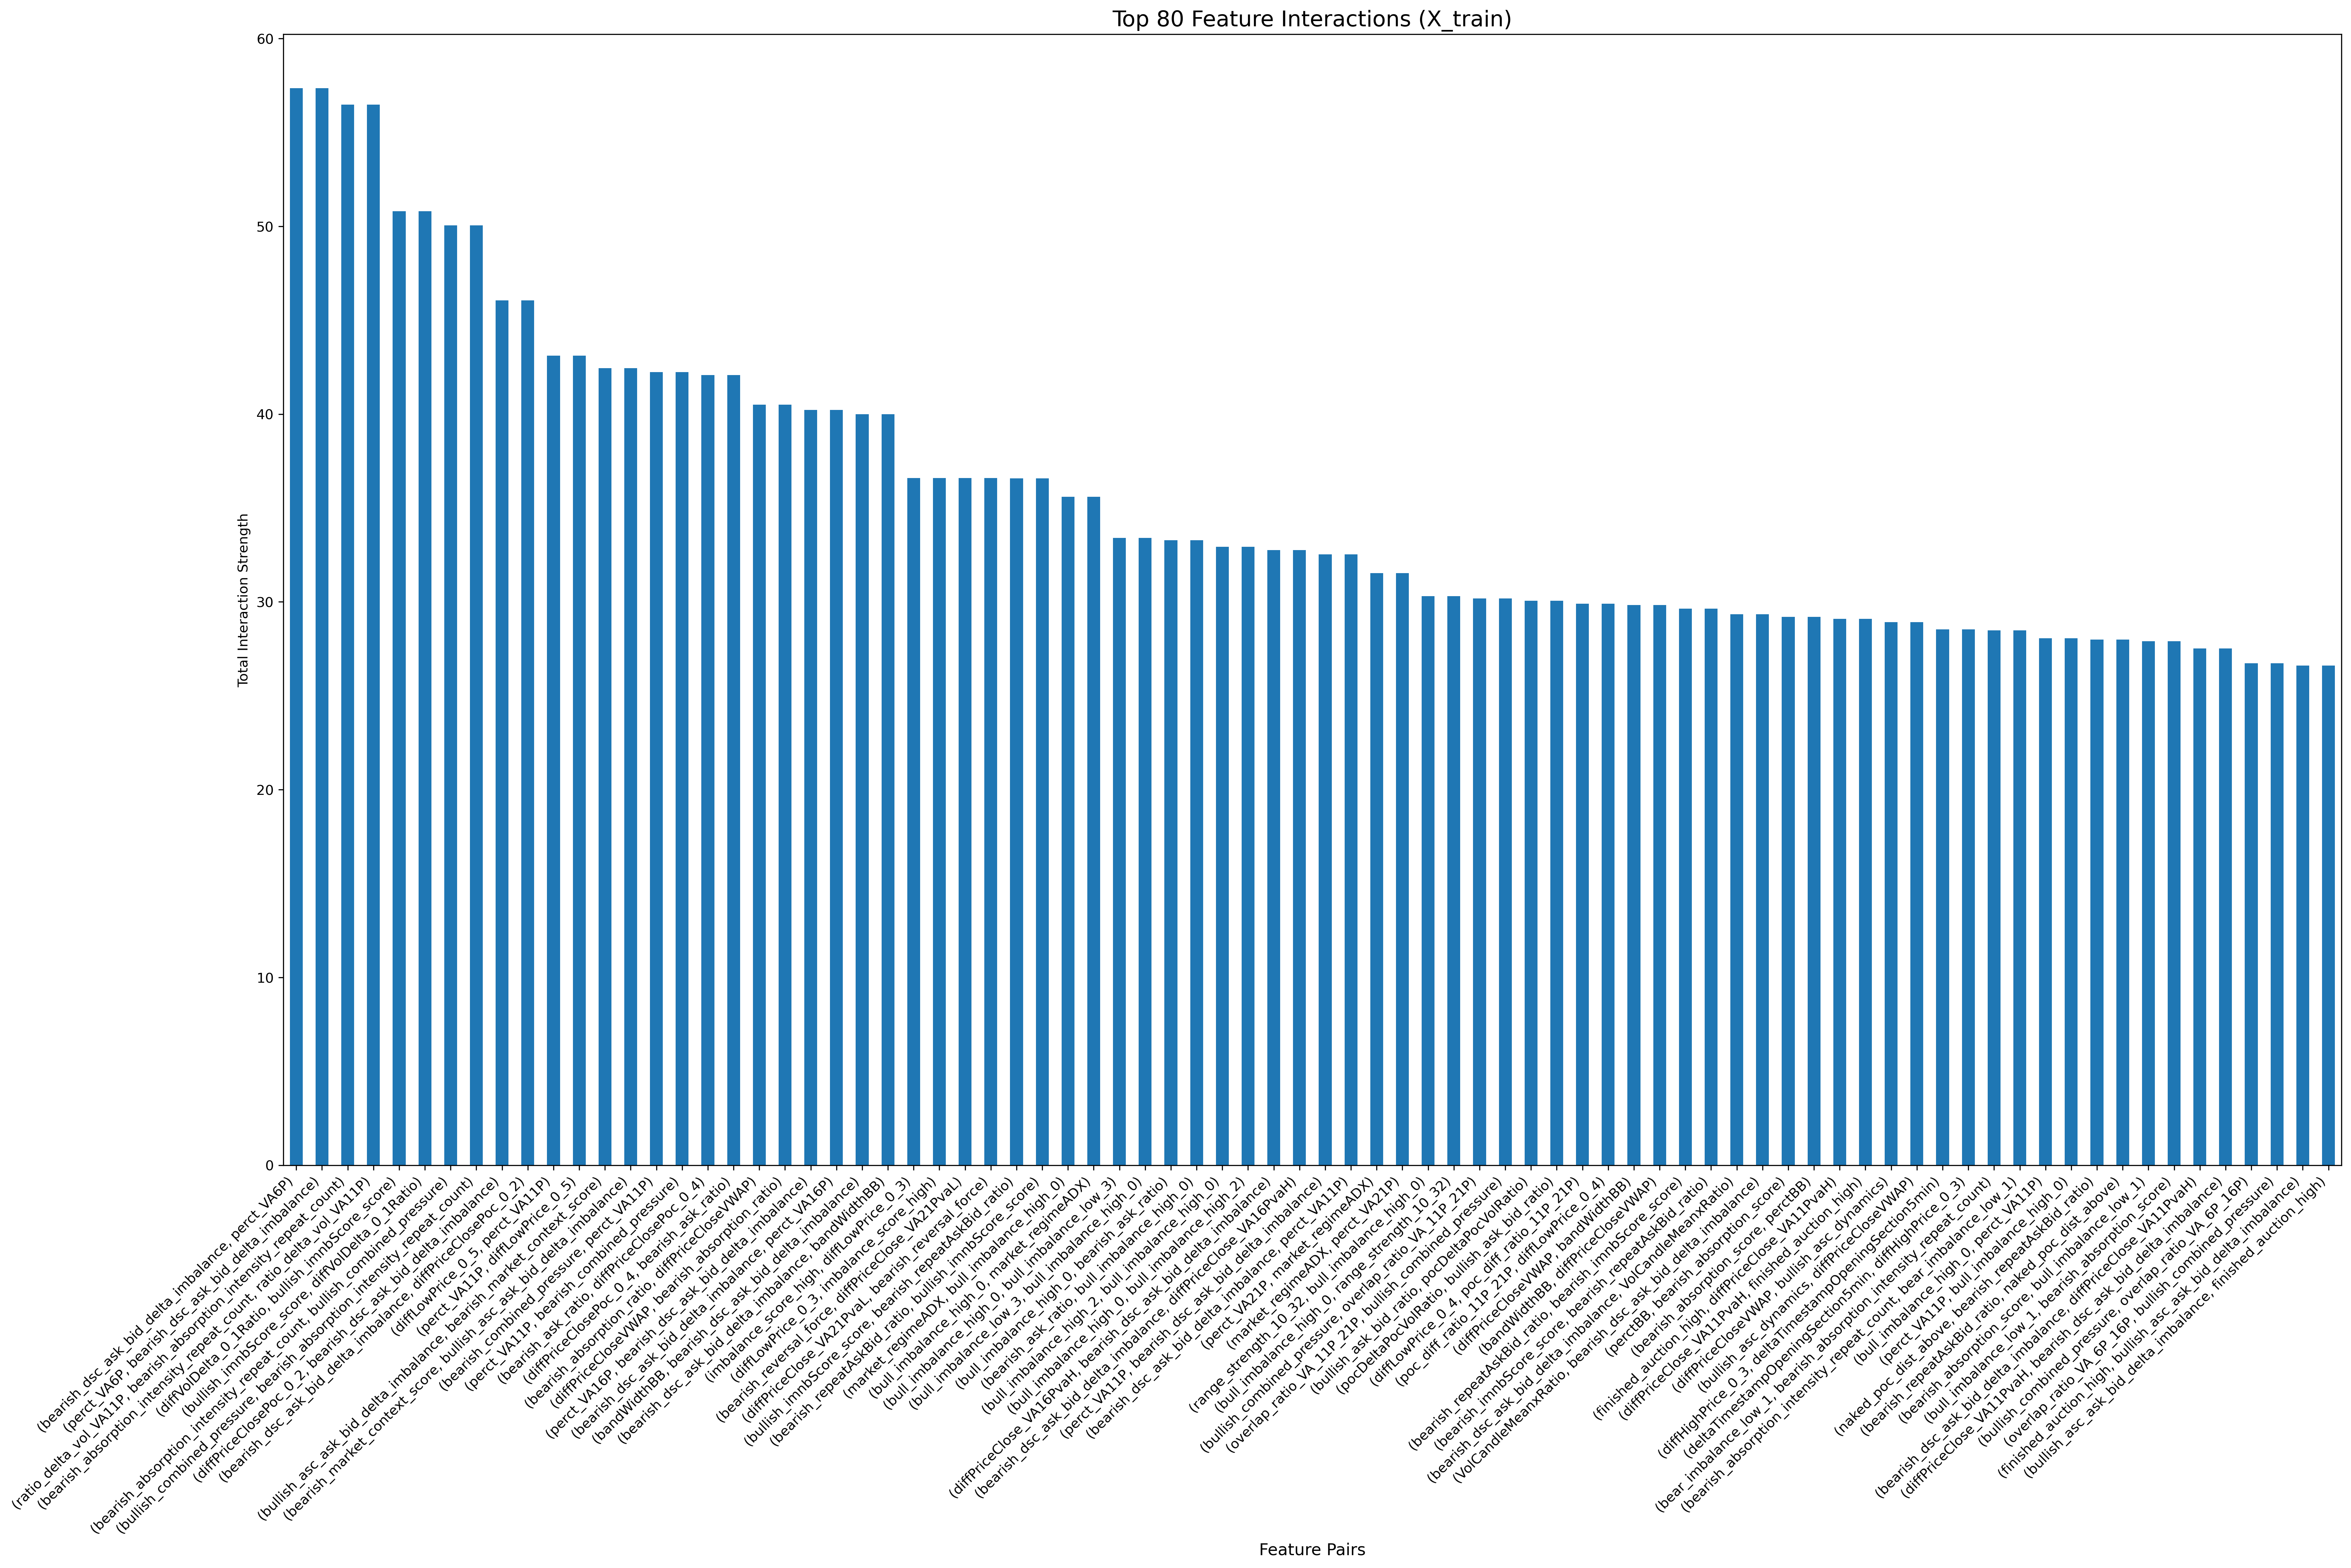 Top 80 Feature Interactions (X_train)
60
50
40
30
20
10
0
Total Interaction Strength
(bearish_dsc_ask_bid_delta_imbalance, perct_VA6P)
(perct_VA6P, bearish_dsc_ask_bid_delta_imbalance)
(ratio_delta_vol_VA11P, bearish_absorption_intensity_repeat_count)
(bearish_absorption_intensity_repeat_count, ratio_delta_vol_VA11P)
(diffVolDelta_0_1Ratio, bullish_imnbScore_score)
(bullish_imnbScore_score, diffVolDelta_0_1Ratio)
(bearish_absorption_intensity_repeat_count, bullish_combined_pressure)
(bullish_combined_pressure, bearish_absorption_intensity_repeat_count)
(diffPriceClosePoc_0_2, bearish_dsc_ask_bid_delta_imbalance)
(bearish_dsc_ask_bid_delta_imbalance, diffPriceClosePoc_0_2)
(diffLowPrice_0_5, perct_VA11P)
(perct_VA11P, diffLowPrice_0_5)
(bullish_asc_ask_bid_delta_imbalance, bearish_market_context_score)
(bearish_market_context_score, bullish_asc_ask_bid_delta_imbalance)
(bearish_combined_pressure, perct_VA11P)
(perct_VA11P, bearish_combined_pressure)
(bearish_ask_ratio, diffPriceClosePoc_0_4)
(diffPriceClosePoc_0_4, bearish_ask_ratio)
(bearish_absorption_ratio, diffPriceCloseVWAP)
(diffPriceCloseVWAP, bearish_absorption_ratio)
(perct_VA16P, bearish_dsc_ask_bid_delta_imbalance)
(bearish_dsc_ask_bid_delta_imbalance, perct_VA16P)
(bandWidthBB, bearish_dsc_ask_bid_delta_imbalance)
(bearish_dsc_ask_bid_delta_imbalance, bandWidthBB)
(imbalance_score_high, diffLowPrice_0_3)
(diffLowPrice_0_3, imbalance_score_high)
(bearish_reversal_force, diffPriceClose_VA21PvaL)
(diffPriceClose_VA21PvaL, bearish_reversal_force)
(bullish_imnbScore_score, bearish_repeatAskBid_ratio)
(bearish_repeatAskBid_ratio, bullish_imnbScore_score)
(market_regimeADX, bull_imbalance_high_0)
(bull_imbalance_high_0, market_regimeADX)
(bull_imbalance_high_0, bull_imbalance_low_3)
(bull_imbalance_low_3, bull_imbalance_high_0)
(bull_imbalance_high_0, bearish_ask_ratio)
(bearish_ask_ratio, bull_imbalance_high_0)
(bull_imbalance_high_2, bull_imbalance_high_0)
(bull_imbalance_high_0, bull_imbalance_high_2)
(diffPriceClose_VA16PvaH, bearish_dsc_ask_bid_delta_imbalance)
(bearish_dsc_ask_bid_delta_imbalance, diffPriceClose_VA16PvaH)
(perct_VA11P, bearish_dsc_ask_bid_delta_imbalance)
(bearish_dsc_ask_bid_delta_imbalance, perct_VA11P)
(perct_VA21P, market_regimeADX)
(market_regimeADX, perct_VA21P)
(range_strength_10_32, bull_imbalance_high_0)
(bull_imbalance_high_0, range_strength_10_32)
(bullish_combined_pressure, overlap_ratio_VA_11P_21P)
(overlap_ratio_VA_11P_21P, bullish_combined_pressure)
(bullish_ask_bid_ratio, pocDeltaPocVolRatio)
(pocDeltaPocVolRatio, bullish_ask_bid_ratio)
(diffLowPrice_0_4, poc_diff_ratio_11P_21P)
(poc_diff_ratio_11P_21P, diffLowPrice_0_4)
(diffPriceCloseVWAP, bandWidthBB)
(bandWidthBB, diffPriceCloseVWAP)
(bearish_repeatAskBid_ratio, bearish_imnbScore_score)
(bearish_imnbScore_score, bearish_repeatAskBid_ratio)
(bearish_dsc_ask_bid_delta_imbalance, VolCandleMeanxRatio)
(VolCandleMeanxRatio, bearish_dsc_ask_bid_delta_imbalance)
(perctBB, bearish_absorption_score)
(bearish_absorption_score, perctBB)
(finished_auction_high, diffPriceClose_VA11PvaH)
(diffPriceClose_VA11PvaH, finished_auction_high)
(diffPriceCloseVWAP, bullish_asc_dynamics)
(bullish_asc_dynamics, diffPriceCloseVWAP)
(diffHighPrice_0_3, deltaTimestampOpeningSection5min)
(deltaTimestampOpeningSection5min, diffHighPrice_0_3)
(bear_imbalance_low_1, bearish_absorption_intensity_repeat_count)
(bearish_absorption_intensity_repeat_count, bear_imbalance_low_1)
(bull_imbalance_high_0, perct_VA11P)
(perct_VA11P, bull_imbalance_high_0)
(naked_poc_dist_above, bearish_repeatAskBid_ratio)
(bearish_repeatAskBid_ratio, naked_poc_dist_above)
(bearish_absorption_score, bull_imbalance_low_1)
(bull_imbalance_low_1, bearish_absorption_score)
(bearish_dsc_ask_bid_delta_imbalance, diffPriceClose_VA11PvaH)
(diffPriceClose_VA11PvaH, bearish_dsc_ask_bid_delta_imbalance)
(bullish_combined_pressure, overlap_ratio_VA_6P_16P)
(overlap_ratio_VA_6P_16P, bullish_combined_pressure)
(finished_auction_high, bullish_asc_ask_bid_delta_imbalance)
(bullish_asc_ask_bid_delta_imbalance, finished_auction_high)
Feature Pairs